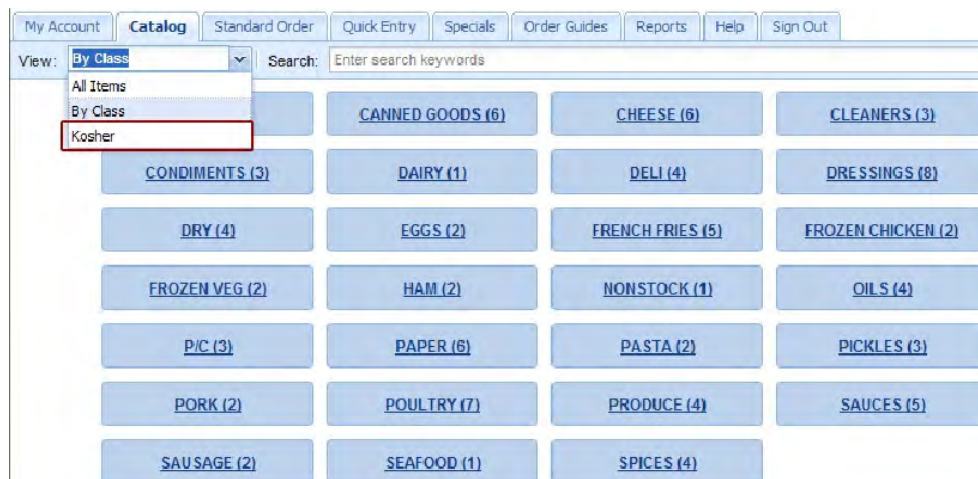 My Account Catalog Standard Order Quick Entry Specials Order Guides Reports Help Sign Out
View: By Class Search: Enter search keywords
All Items
By Class
Kosher
CANNED GOODS (6) CHEESE (6) CLEANERS (3)
CONDIMENTS (3) DAIRY (1) DELI (4) DRESSINGS (8)
DRY (4) EGGS (2) FRENCH FRIES (5) FROZEN CHICKEN (2)
FROZEN VEG (2) HAM (2) NONSTOCK (1) OILS (4)
P/C (3) PAPER (6) PASTA (2) PICKLES (3)
PORK (2) POULTRY (7) PRODUCE (4) SAUCES (5)
SAUSAGE (2) SEAFOOD (1) SPICES (4)